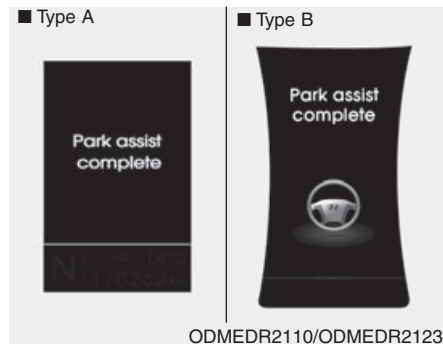 ■ Type A
■ Type B
Park assist
complete
Park assist
complete
ODMEDR2110/ODMEDR2123